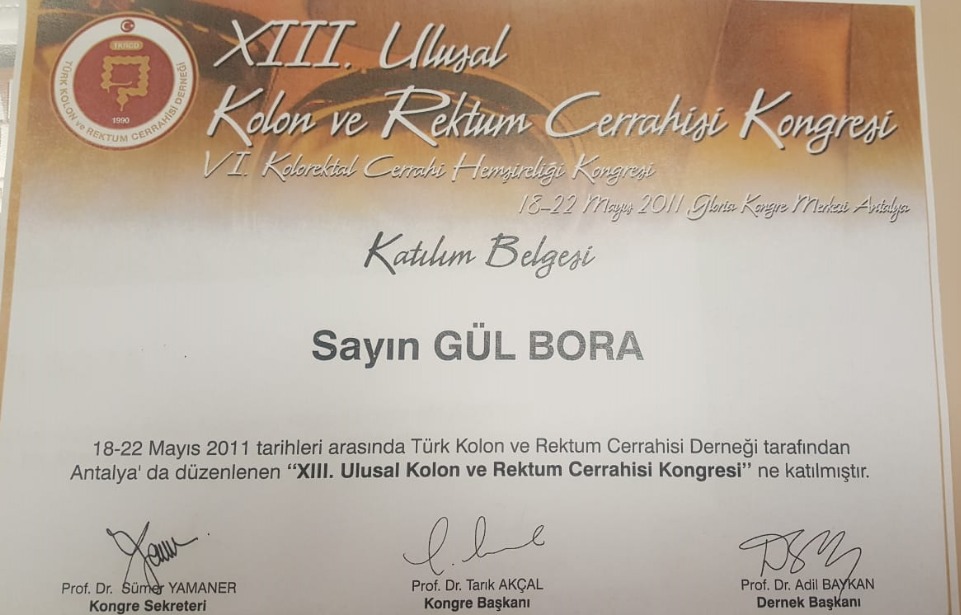 TKRCD
TÜRK KOLON ve REKTUM CERRAHİSİ DERNEĞİ
1990
XIII. Ulusal
Kolon ve Rektum Cerrahisi Kongresi
VI. Kolorektal Cerrahi Hemşireliği Kongresi
18-22 Mayıs 2011 Gloria Kongre Merkezi Antalya
Katılım Belgesi
Sayın GÜL BORA
18-22 Mayıs 2011 tarihleri arasında Türk Kolon ve Rektum Cerrahisi Derneği tarafından
Antalya' da düzenlenen “XIII. Ulusal Kolon ve Rektum Cerrahisi Kongresi” ne katılmıştır.
Prof. Dr. Sümer YAMANER
Kongre Sekreteri
Prof. Dr. Tarık AKÇAL
Kongre Başkanı
Prof. Dr. Adil BAYKAN
Dernek Başkanı